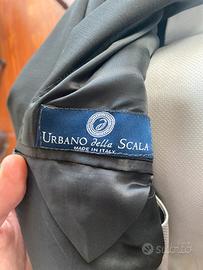 URBANO della SCALA
MADE IN ITALY
subito